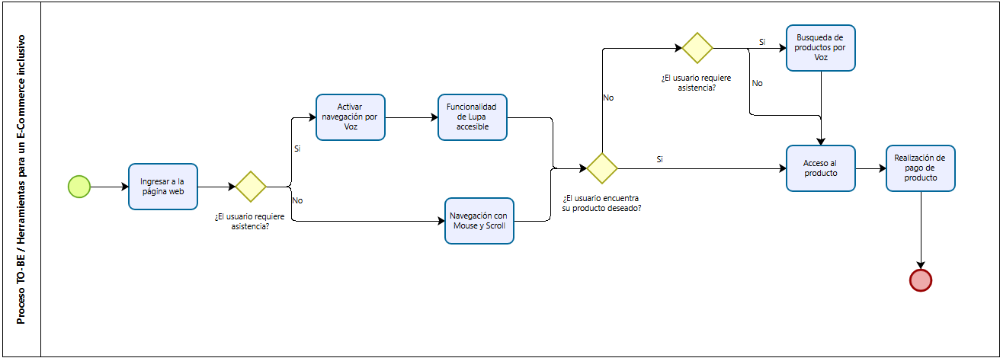 Proceso TO-BE / Herramientas para un E-Commerce inclusivo
Ingresar a la
página web
¿El usuario requiere
asistencia?
Si
No
Activar
navegación por
Voz
Funcionalidad
de Lupa
accesible
Navegación con
Mouse y Scroll
¿El usuario encuentra
su producto deseado?
No
Si
¿El usuario requiere
asistencia?
Si
No
Busqueda de
productos por
Voz
Acceso al
producto
Realización de
pago de
producto